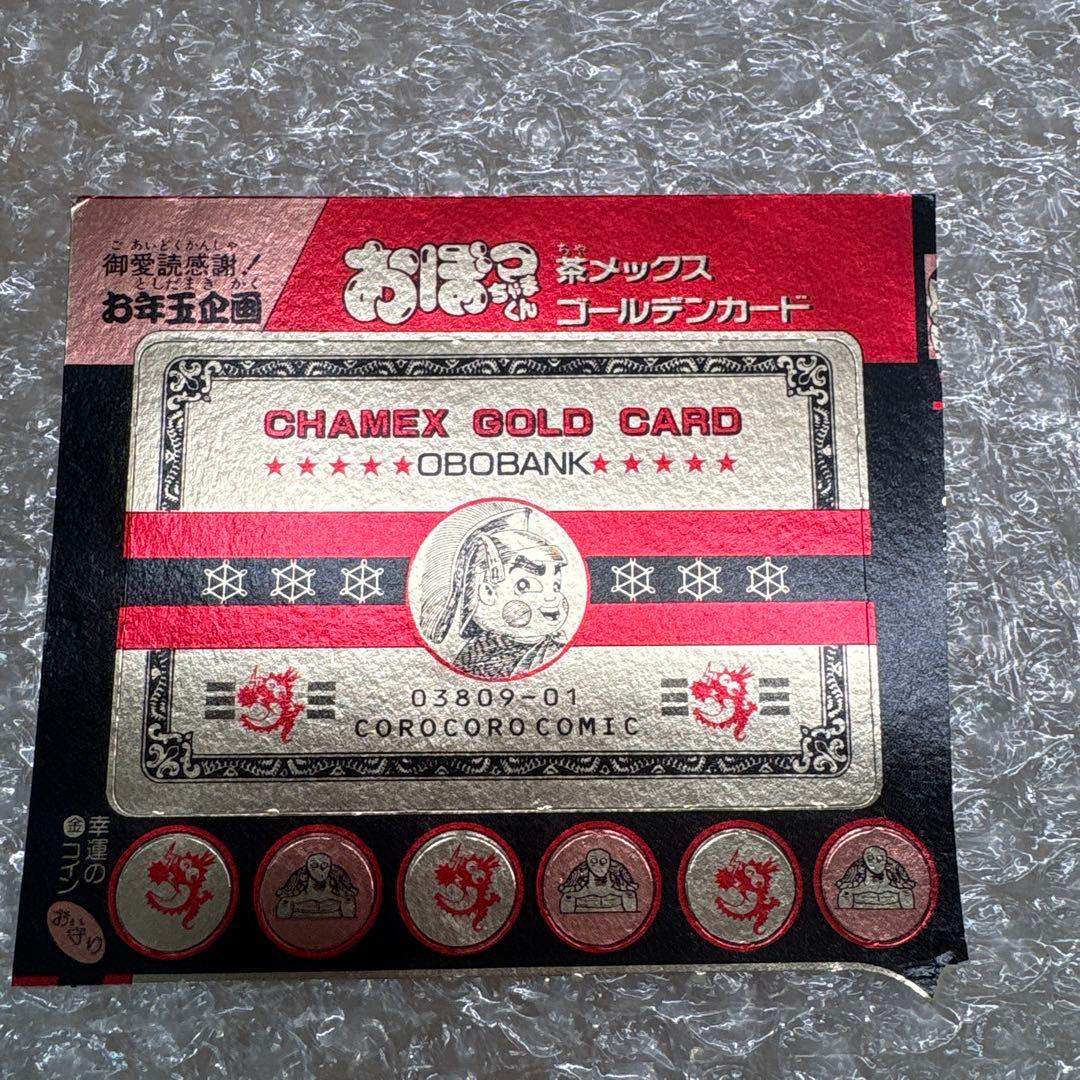 ご あいどくかんしゃ
御愛読感謝!
としだまき かく
お年玉企画
おぼっちゃまくん
ちゃ
茶メックス
ゴールデンカード
CHAMEX GOLD CARD
★★★★★OBOBANK★★★★★
03809-01
COROCOROCOMIC
幸運の
㊎コイン
お守り